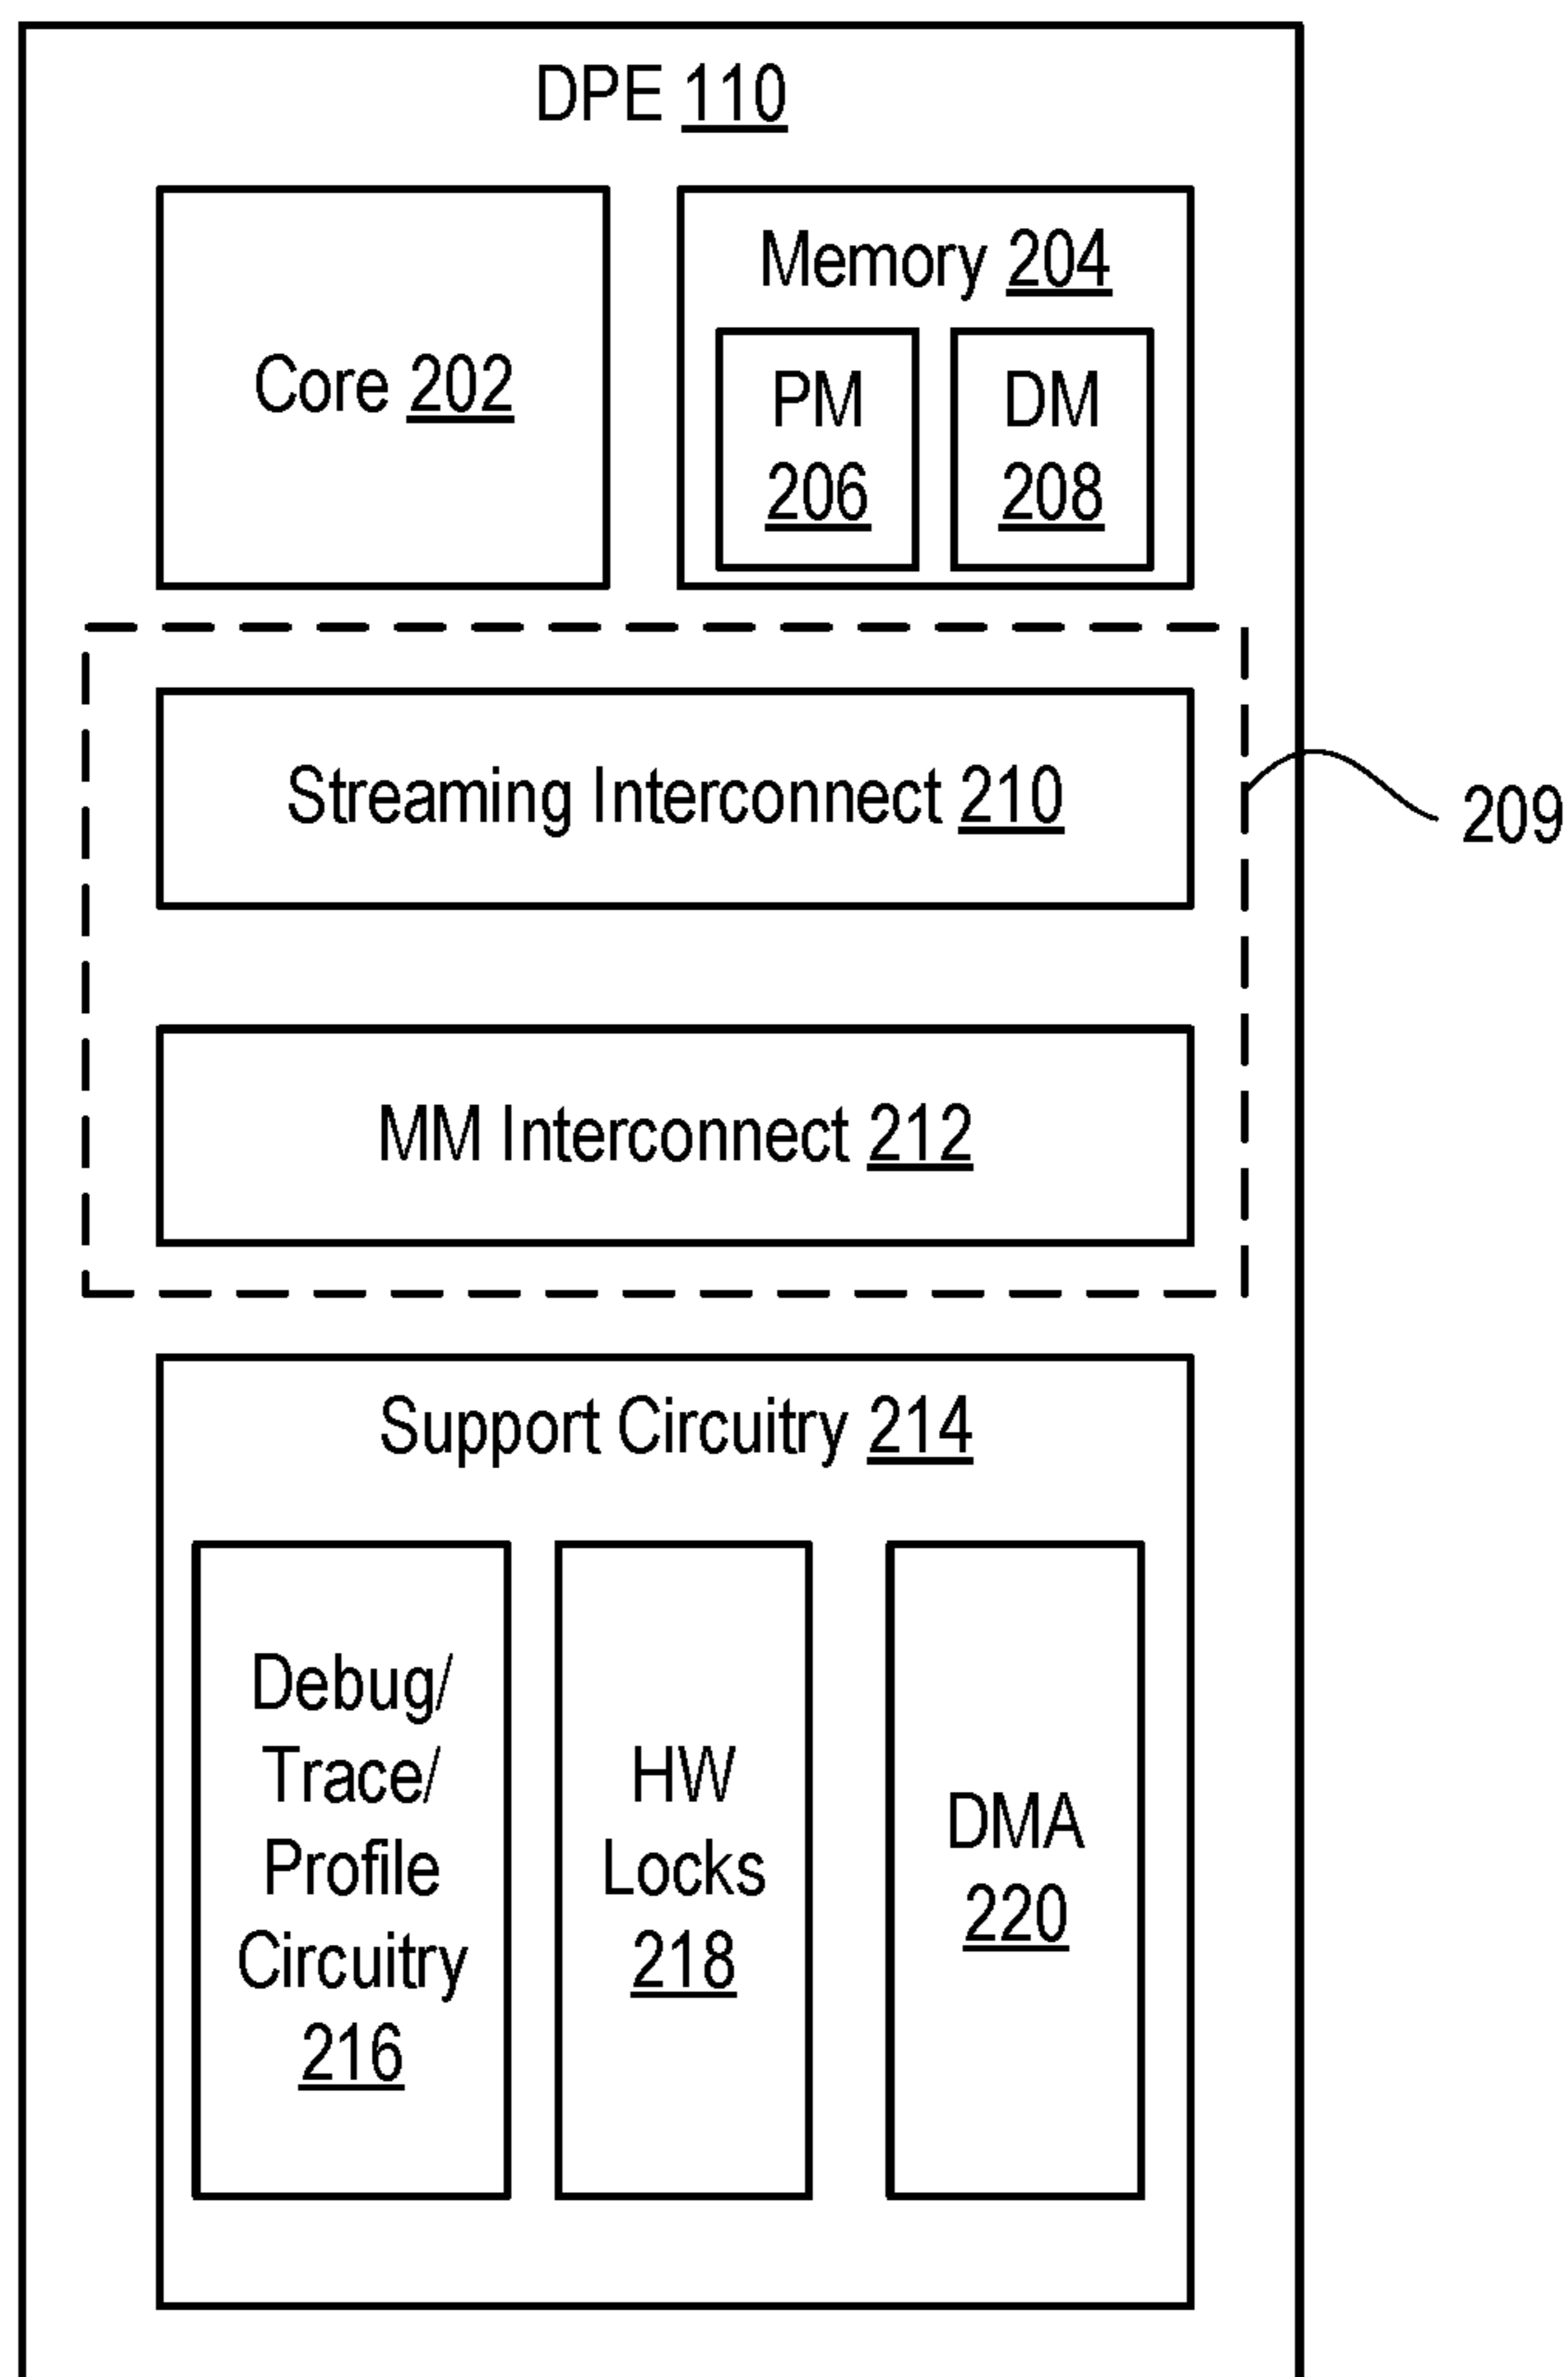 DPE 110
Core 202
Memory 204
PM
206
DM
208
Streaming Interconnect 210
209
MM Interconnect 212
Support Circuitry 214
Debug/
Trace/
Profile
Circuitry
216
HW
Locks
218
DMA
220